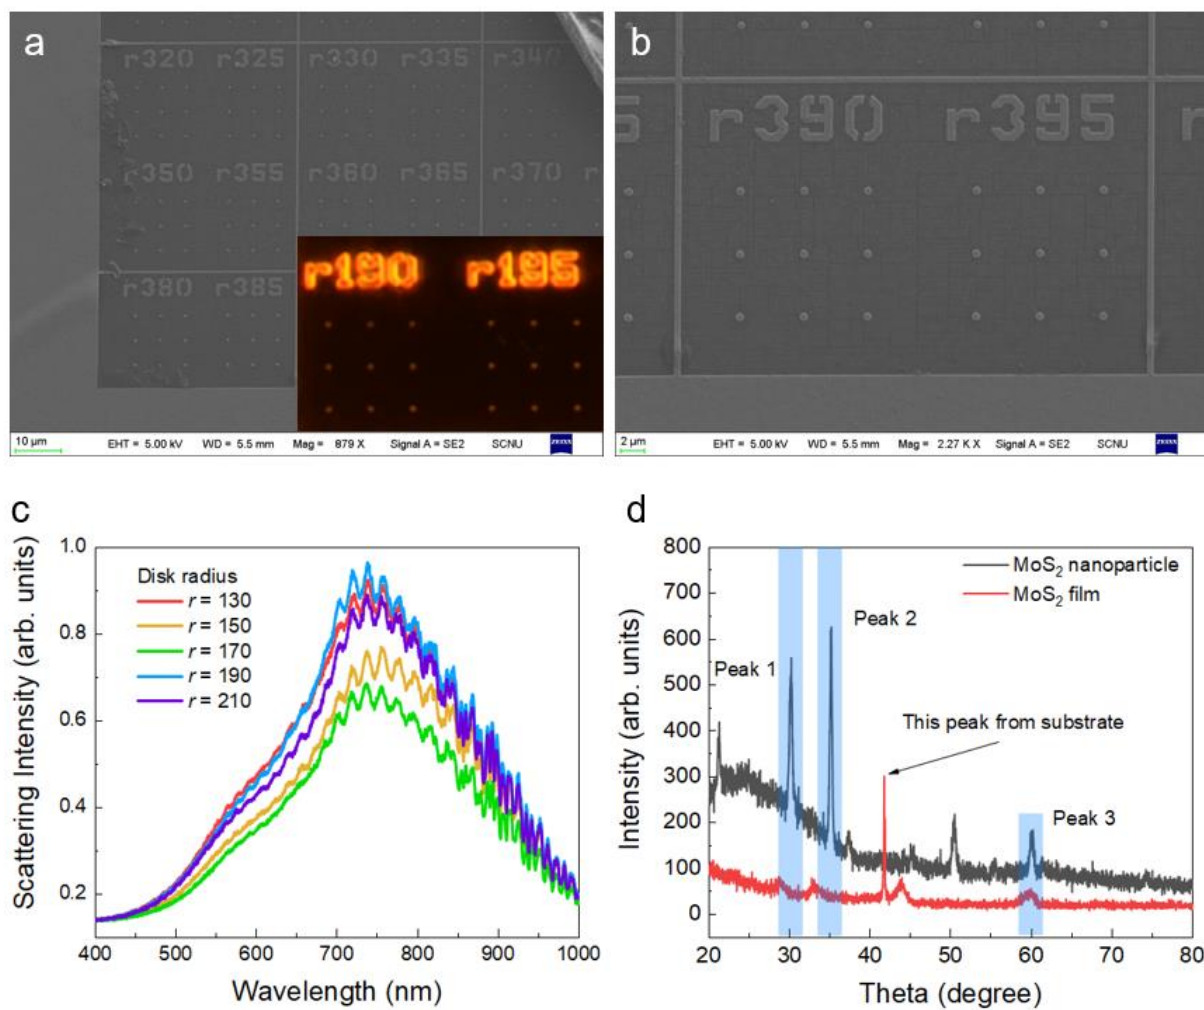 a
r320 r325 r330 r335
r350 r355 r360 r365 r370 r
r380 r385
r190 r195
10 µm EHT = 5.00 kV WD = 5.5 mm Mag = 879 X Signal A = SE2 SCNU ZEISS
b
5 r390 r395 r
2 µm EHT = 5.00 kV WD = 5.5 mm Mag = 2.27 K X Signal A = SE2 SCNU ZEISS
c
1.0
0.8
0.6
0.4
0.2
Scattering Intensity (arb. units)
Disk radius
r = 130
r = 150
r = 170
r = 190
r = 210
400 500 600 700 800 900 1000
Wavelength (nm)
d
800
700
600
500
400
300
200
100
0
Intensity (arb. units)
MoS₂ nanoparticle
MoS₂ film
Peak 2
Peak 1
This peak from substrate
Peak 3
20 30 40 50 60 70 80
Theta (degree)